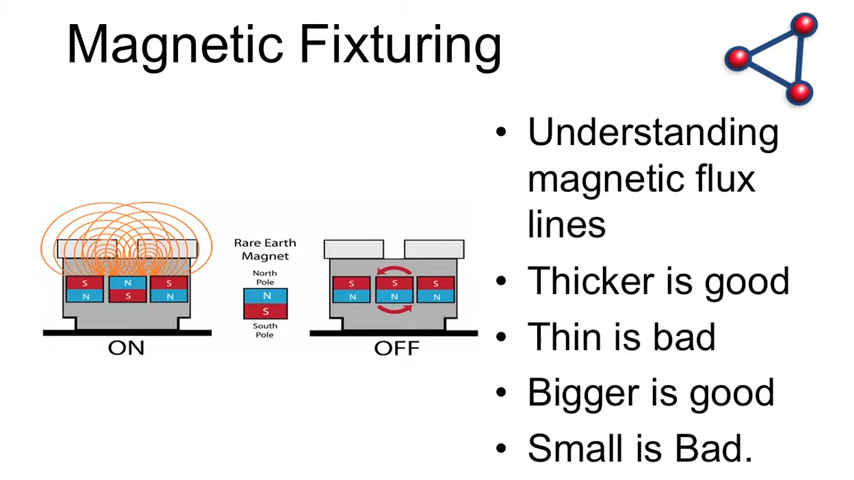 Magnetic Fixturing
• Understanding
magnetic flux
lines
• Thicker is good
• Thin is bad
• Bigger is good
• Small is Bad.
S N S
N S N
ON
Rare Earth
Magnet
North
Pole
N
S
South
Pole
S S S
N N N
OFF